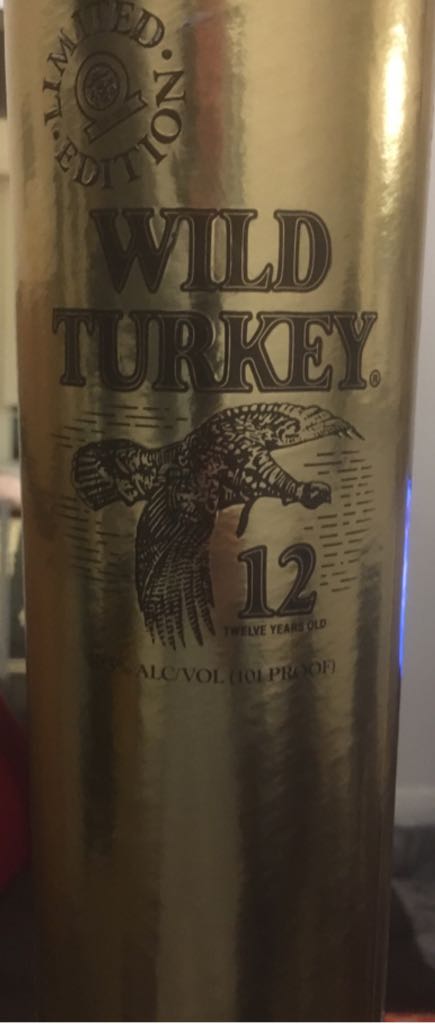 LIMITED
EDITION
WILD
TURKEY®
12
TWELVE YEARS OLD
ALC/VOL (101 PROOF)